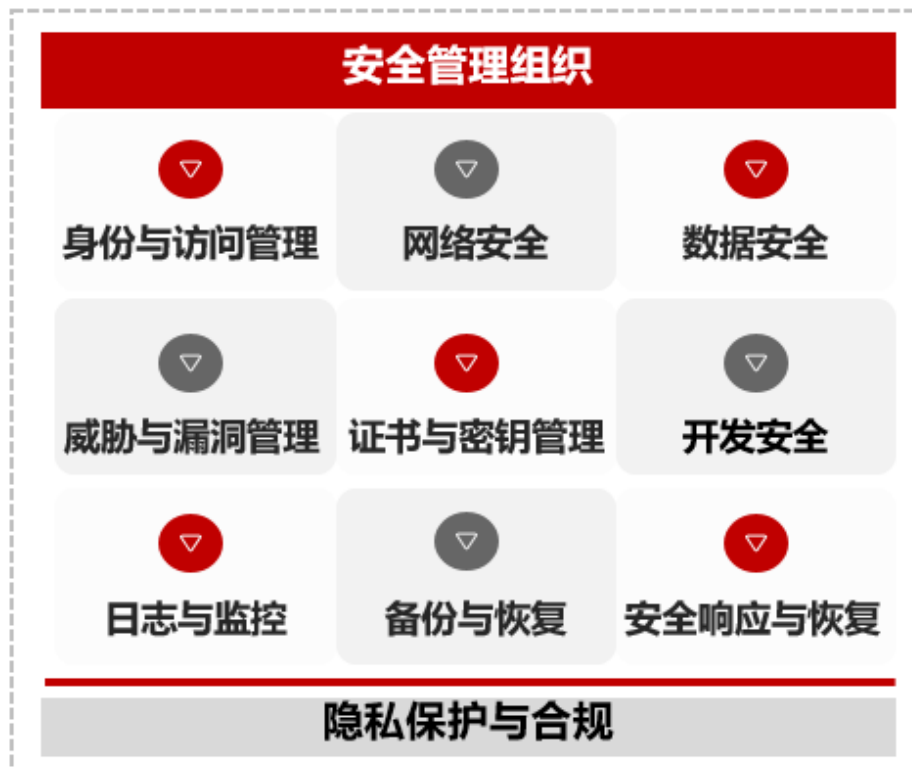 安全管理组织
身份与访问管理
网络安全
数据安全
威胁与漏洞管理
证书与密钥管理
开发安全
日志与监控
备份与恢复
安全响应与恢复
隐私保护与合规